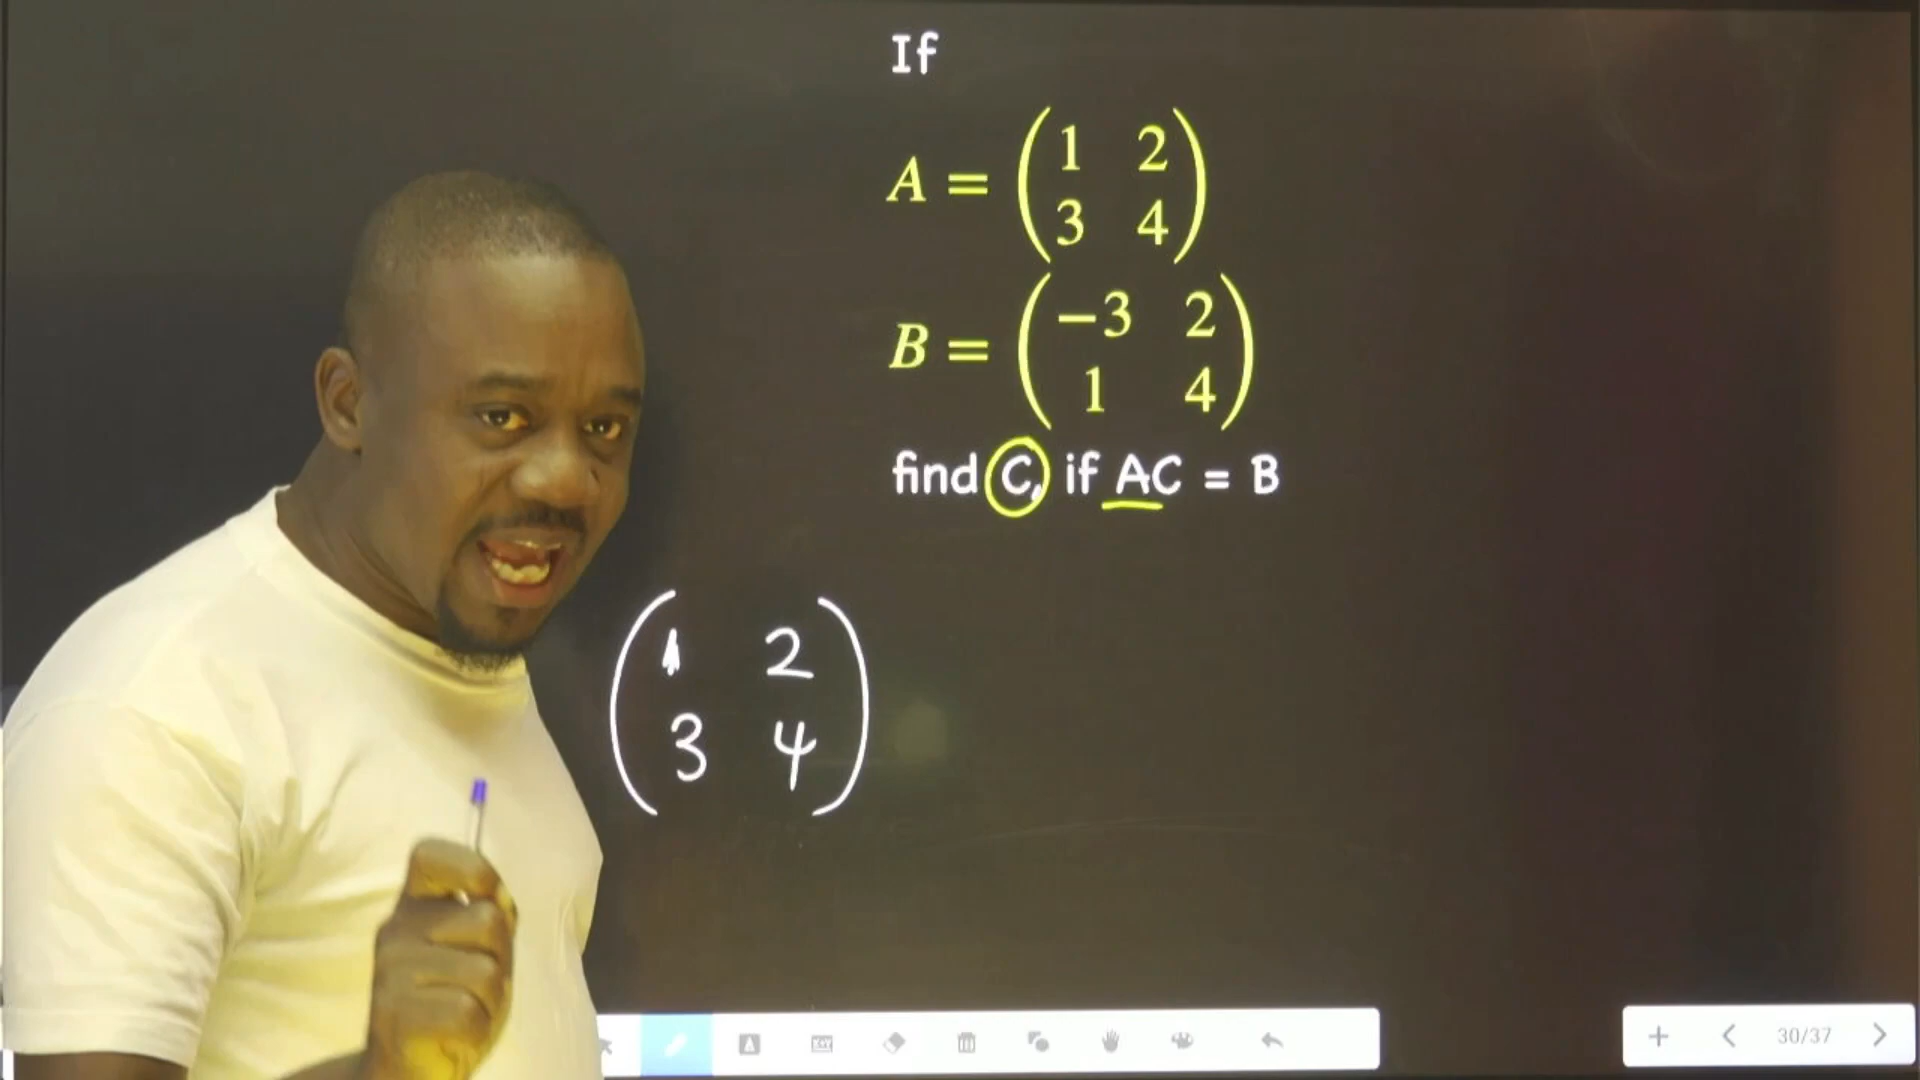 If
A = (1 2
3 4)
B = (−3 2
1 4)
find C, if AC = B
(1 2
3 4)
30/37